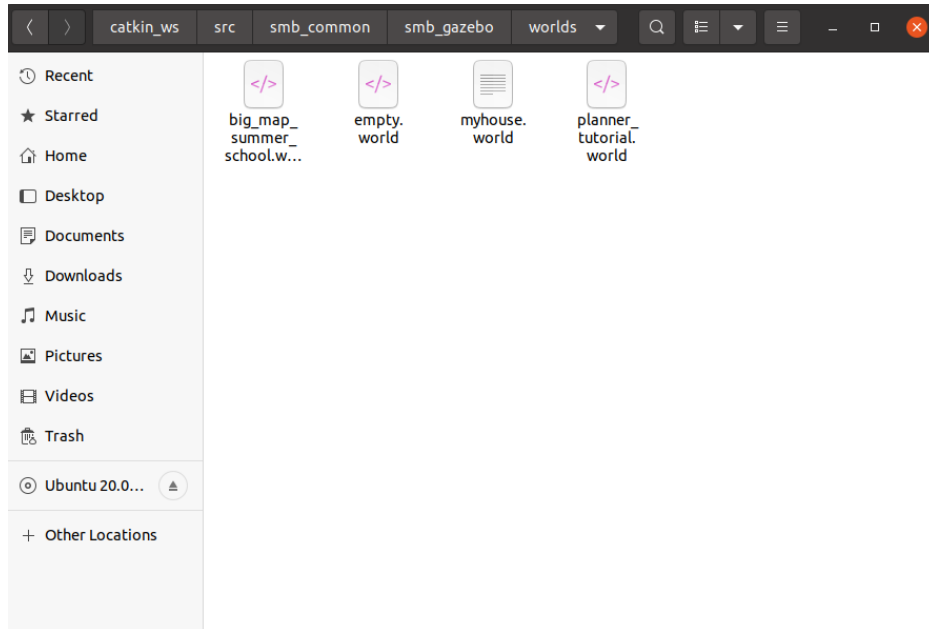 catkin_ws src smb_common smb_gazebo worlds
Recent
Starred
Home
Desktop
Documents
Downloads
Music
Pictures
Videos
Trash
Ubuntu 20.0...
Other Locations
</>
big_map_
summer_
school.w...
</>
empty.
world
myhouse.
world
</>
planner_
tutorial.
world